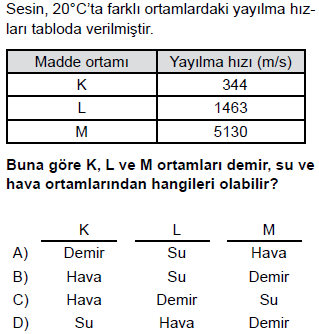 Sesin, 20°C’ta farklı ortamlardaki yayılma hız-
ları tabloda verilmiştir.
Madde ortamı Yayılma hızı (m/s)
K 344
L 1463
M 5130
Buna göre K, L ve M ortamları demir, su ve
hava ortamlarından hangileri olabilir?
K L M
A) Demir Su Hava
B) Hava Su Demir
C) Hava Demir Su
D) Su Hava Demir